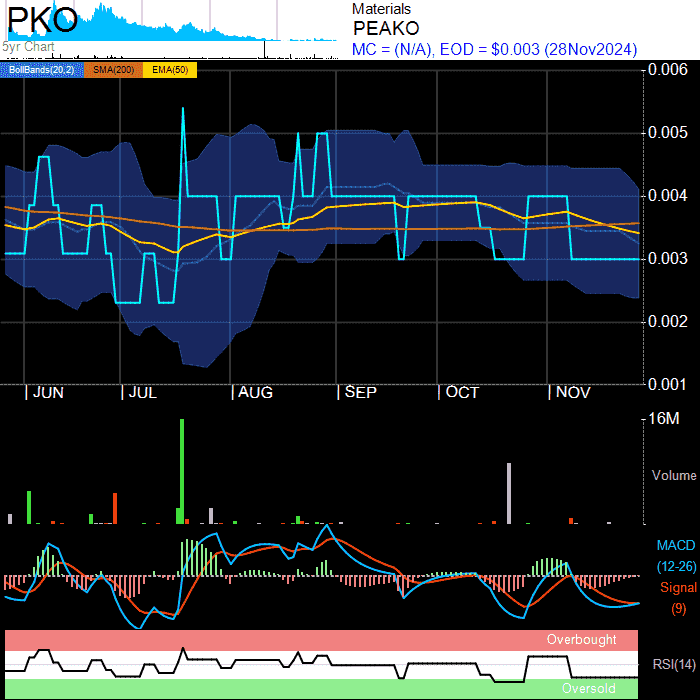 PKO
5yr Chart
Materials
PEAKO
MC = (N/A), EOD = $0.003 (28Nov2024)
BollBands(20,2) SMA(200) EMA(50)
0.006
0.005
0.004
0.003
0.002
0.001
JUN JUL AUG SEP OCT NOV
16M
Volume
MACD
(12-26)
Signal
(9)
Overbought
RSI(14)
Oversold